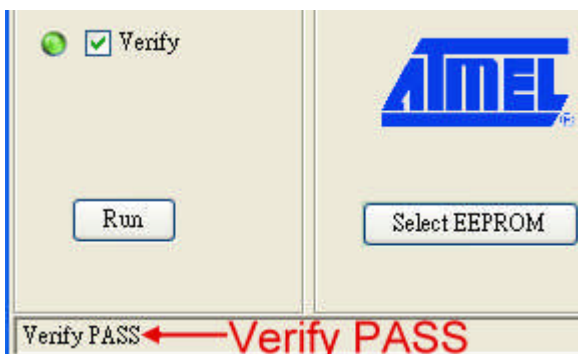 Verify
ATMEL®
Run
Select EEPROM
Verify PASS
Verify PASS